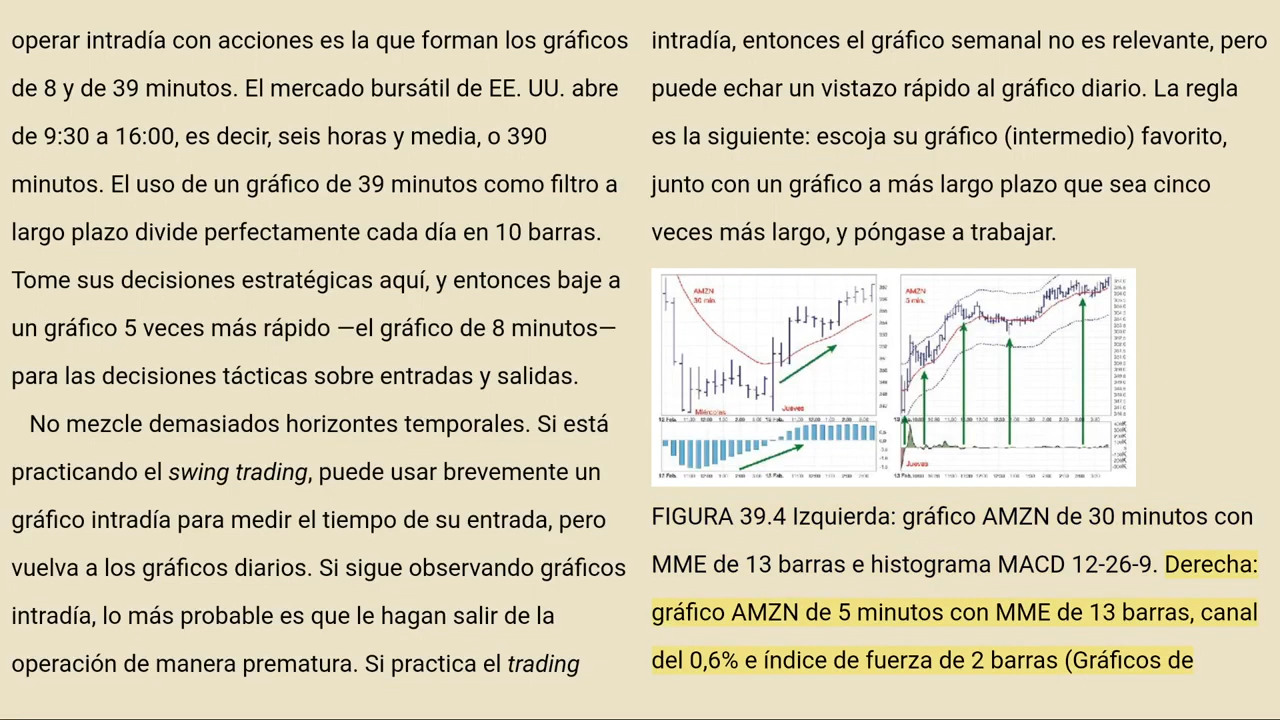 operar intradía con acciones es la que forman los gráficos
de 8 y de 39 minutos. El mercado bursátil de EE. UU. abre
de 9:30 a 16:00, es decir, seis horas y media, o 390
minutos. El uso de un gráfico de 39 minutos como filtro a
largo plazo divide perfectamente cada día en 10 barras.
Tome sus decisiones estratégicas aquí, y entonces baje a
un gráfico 5 veces más rápido —el gráfico de 8 minutos—
para las decisiones tácticas sobre entradas y salidas.
No mezcle demasiados horizontes temporales. Si está
practicando el swing trading, puede usar brevemente un
gráfico intradía para medir el tiempo de su entrada, pero
vuelva a los gráficos diarios. Si sigue observando gráficos
intradía, lo más probable es que le hagan salir de la
operación de manera prematura. Si practica el trading
intradía, entonces el gráfico semanal no es relevante, pero
puede echar un vistazo rápido al gráfico diario. La regla
es la siguiente: escoja su gráfico (intermedio) favorito,
junto con un gráfico a más largo plazo que sea cinco
veces más largo, y póngase a trabajar.
AMZN
30 min.
Miércoles
Jueves
AMZN
5 min.
Jueves
FIGURA 39.4 Izquierda: gráfico AMZN de 30 minutos con
MME de 13 barras e histograma MACD 12-26-9. Derecha:
gráfico AMZN de 5 minutos con MME de 13 barras, canal
del 0,6% e índice de fuerza de 2 barras (Gráficos de